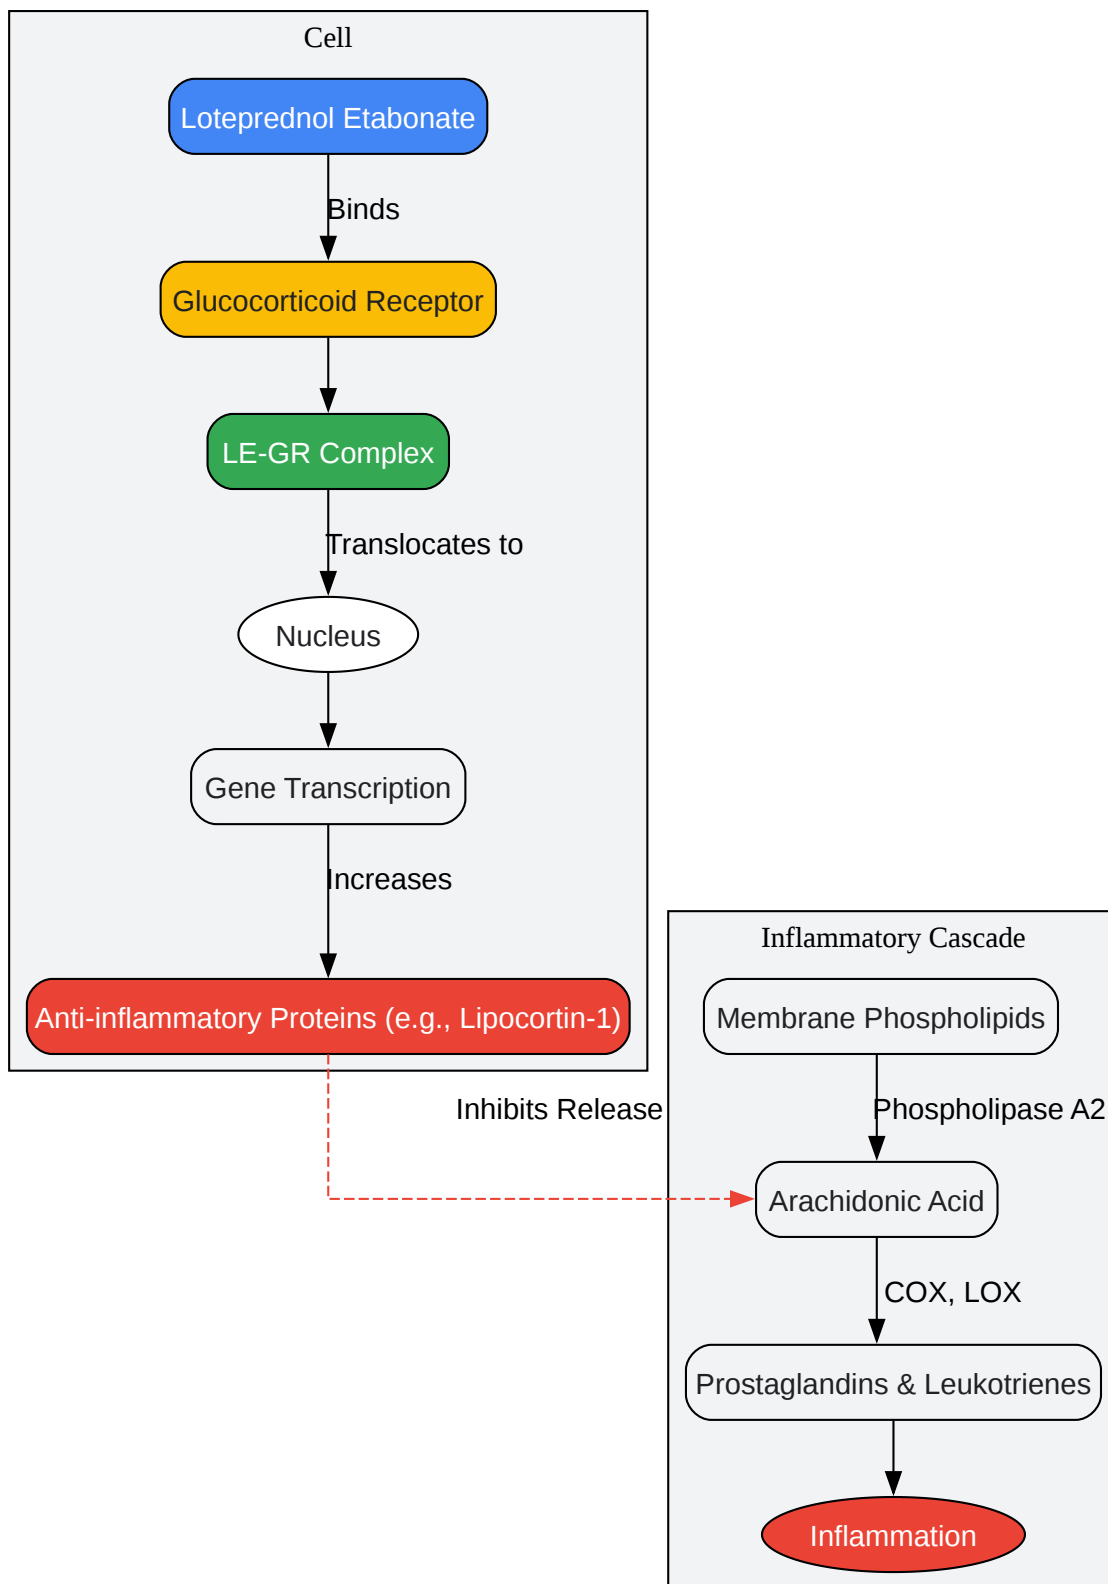 Cell
Loteprednol Etabonate
Binds
Glucocorticoid Receptor
LE-GR Complex
Translocates to
Nucleus
Gene Transcription
Increases
Anti-inflammatory Proteins (e.g., Lipocortin-1)
Inhibits Release
Inflammatory Cascade
Membrane Phospholipids
Phospholipase A2
Arachidonic Acid
COX, LOX
Prostaglandins & Leukotrienes
Inflammation